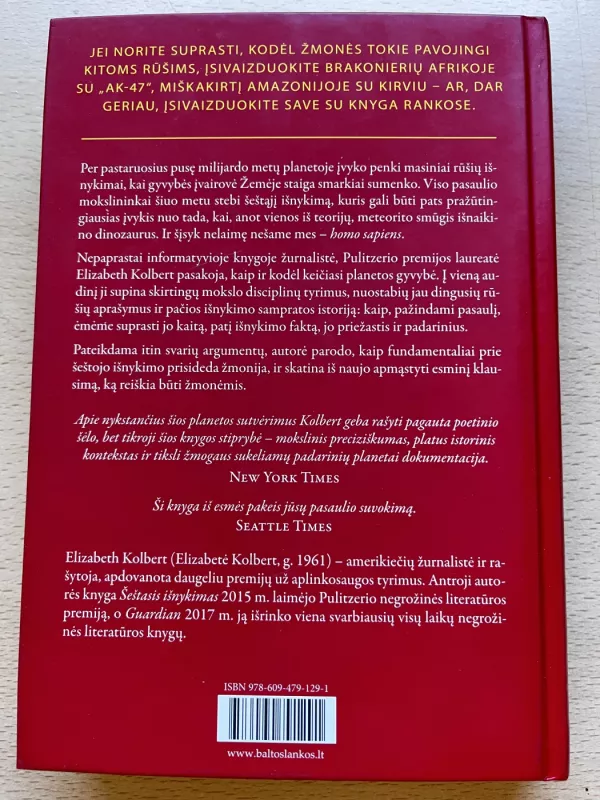 JEI NORITE SUPRASTI, KODĖL ŽMONĖS TOKIE PAVOJINGI
KITOMS RŪŠIMS, ĮSIVAIZDUOKITE BRAKONIERIŲ AFRIKOJE
SU „AK-47“, MIŠKAKIRTĮ AMAZONIJOJE SU KIRVIU – AR, DAR
GERIAU, ĮSIVAIZDUOKITE SAVE SU KNYGA RANKOSE.
Per pastaruosius pusę milijardo metų planetoje įvyko penki masiniai rūšių iš-
nykimai, kai gyvybės įvairovė Žemėje staiga smarkiai sumenko. Viso pasaulio
mokslininkai šiuo metu stebi šeštąjį išnykimą, kuris gali būti pats pražūtin-
giausias įvykis nuo tada, kai, anot vienos iš teorijų, meteorito smūgis išnaiki-
no dinozaurus. Ir šįsyk nelaimę nešame mes – homo sapiens.
Nepaprastai informatyvioje knygoje žurnalistė, Pulitzerio premijos laureatė
Elizabeth Kolbert pasakoja, kaip ir kodėl keičiasi planetos gyvybė. Į vieną au-
dinį ji supina skirtingų mokslo disciplinų tyrimus, nuostabių jau dingusių rū-
šių aprašymus ir pačios išnykimo sampratos istoriją: kaip, pažindami pasaulį,
ėmėme suprasti jo kaitą, patį išnykimo faktą, jo priežastis ir padarinius.
Pateikdama itin svarių argumentų, autorė parodo, kaip fundamentaliai prie
šeštojo išnykimo prisideda žmonija, ir skatina iš naujo apmąstyti esminį klau-
simą, ką reiškia būti žmonėmis.
Apie nykstančius šios planetos sutvėrimus Kolbert geba rašyti pagauta poetinio
šėlo, bet tikroji šios knygos stiprybė – mokslinis preciziškumas, platus istorinis
kontekstas ir tiksli žmogaus sukeliamų padarinių planetai dokumentacija.
NEW YORK TIMES
Ši knyga iš esmės pakeis jūsų pasaulio suvokimą.
SEATTLE TIMES
Elizabeth Kolbert (Elizabetė Kolbert, g. 1961) – amerikiečių žurnalistė ir ra-
šytoja, apdovanota daugeliu premijų už aplinkosaugos tyrimus. Antroji auto-
rės knyga Šeštasis išnykimas 2015 m. laimėjo Pulitzerio negrožinės literatūros
premiją, o Guardian 2017 m. ją išrinko viena svarbiausių visų laikų negroži-
nės literatūros knygų.
ISBN 978-609-479-129-1
www.baltoslankos.lt